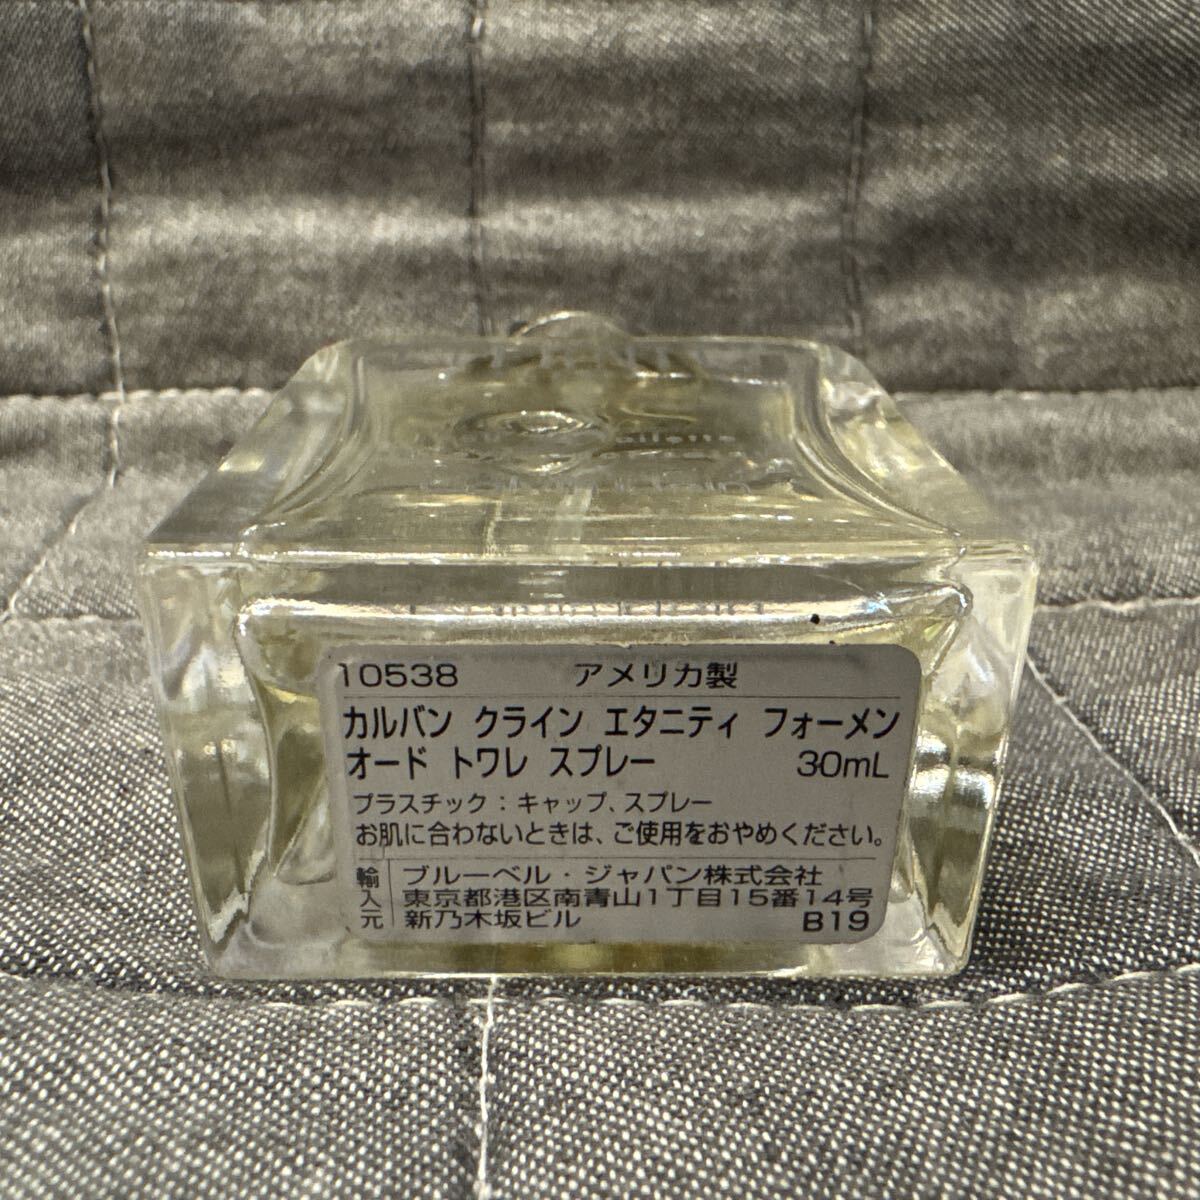 10538 アメリカ製
カルバン クライン エタニティ フォーメン
オード トワレ スプレー 30mL
プラスチック：キャップ、スプレー
お肌に合わないときは、ご使用をおやめください。
輸入元 ブルーベル・ジャパン株式会社
東京都港区南青山1丁目15番14号
新乃木坂ビル B19